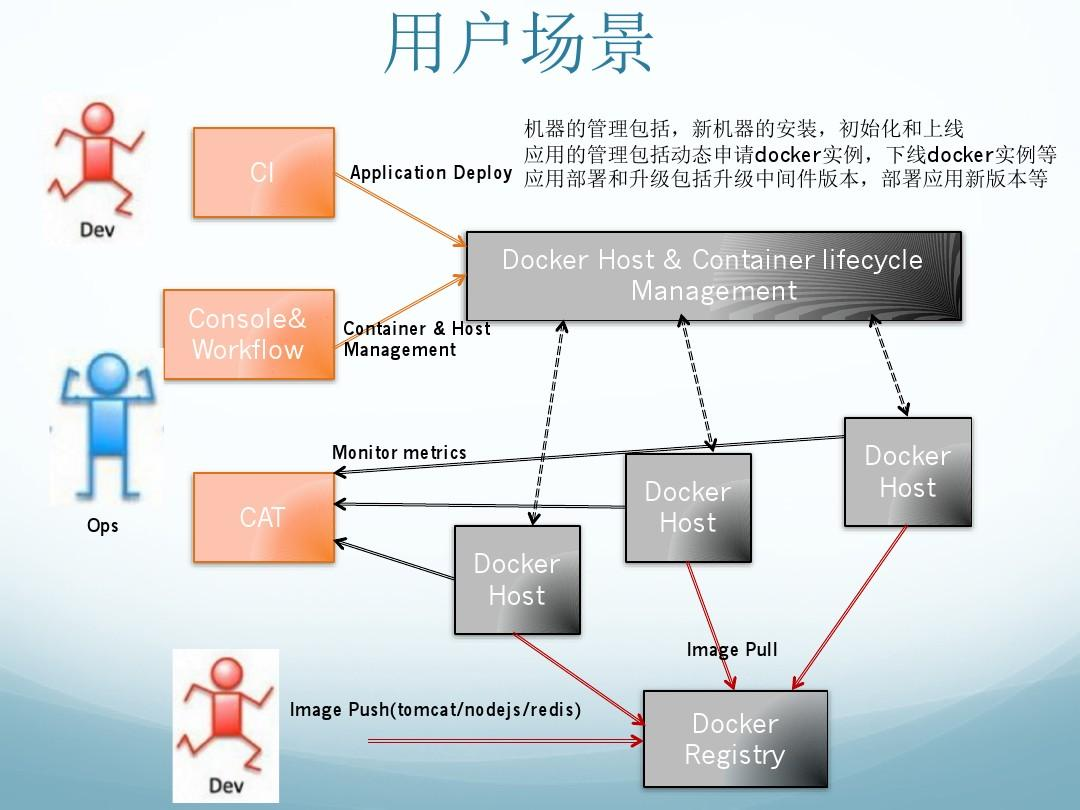 用户场景
机器的管理包括，新机器的安装，初始化和上线
应用的管理包括动态申请docker实例，下线docker实例等
应用部署和升级包括升级中间件版本，部署应用新版本等
CI
Application Deploy
Dev
Docker Host & Container lifecycle
Management
Console&
Workflow
Container & Host
Management
Monitor metrics
Docker
Host
Docker
Host
CAT
Ops
Docker
Host
Image Pull
Image Push(tomcat/nodejs/redis)
Docker
Registry
Dev